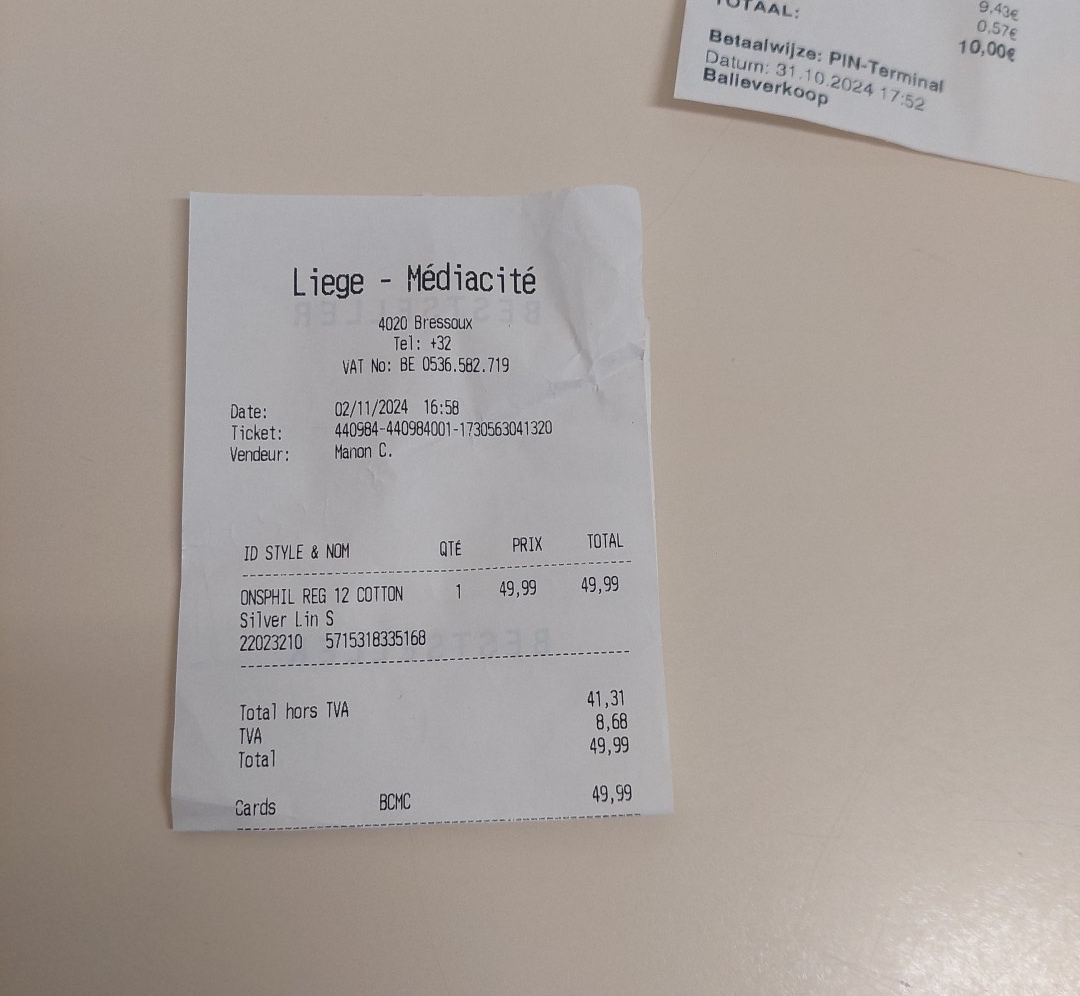 9.43€
0.57€
TOTAAL: 10,00€
Betaalwijze: PIN-Terminal
Datum: 31.10.2024 17:52
Balieverkoop
Liege - Médiacité
BESTSELLER
4020 Bressoux
Tel: +32
VAT No: BE 0536.582.719
Date: 02/11/2024 16:58
Ticket: 440984-440984001-1730563041320
Vendeur: Manon C.
ID STYLE & NOM QTÉ PRIX TOTAL
ONSPHIL REG 12 COTTON 1 49,99 49,99
Silver Lin S
22023210 5715318335168
BESTSELLER
Total hors TVA 41,31
TVA 8,68
Total 49,99
Cards BCMC 49,99